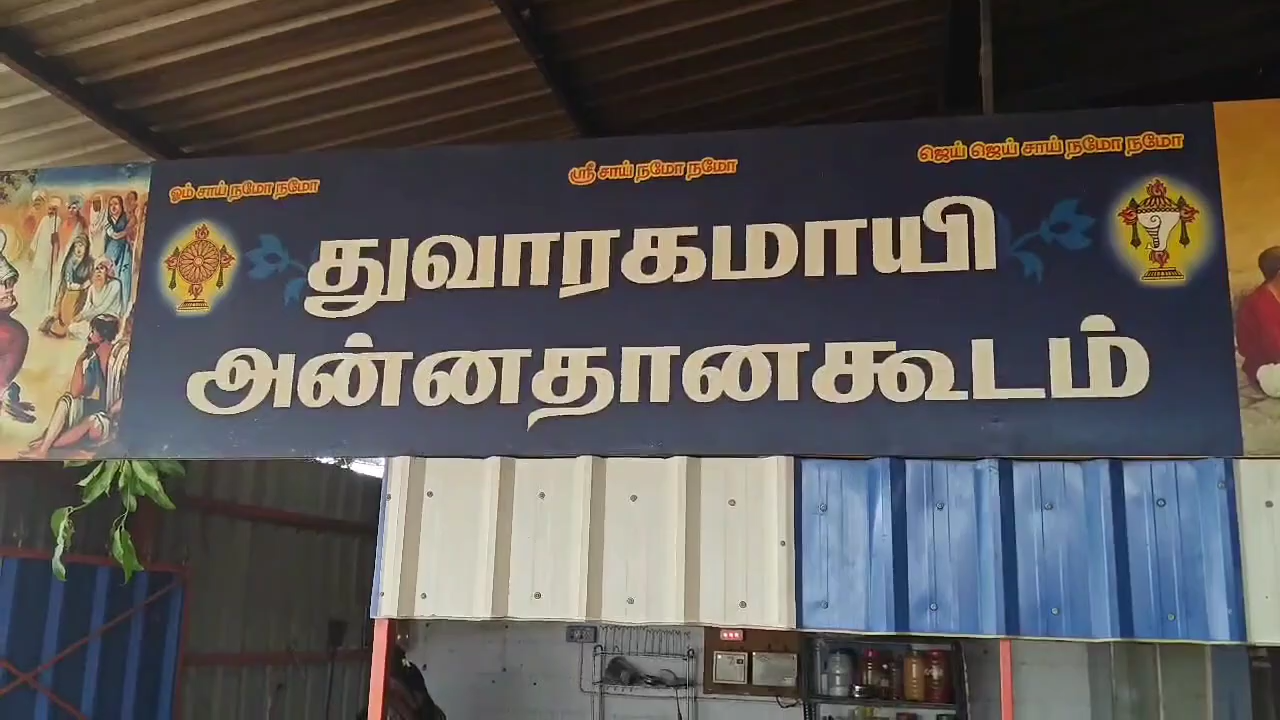 ஓம் சாய் நமோ நமோ
ஸ்ரீ சாய் நமோ நமோ
ஜெய் ஜெய் சாய் நமோ நமோ
துவாரகமாயி
அன்னதானகூடம்